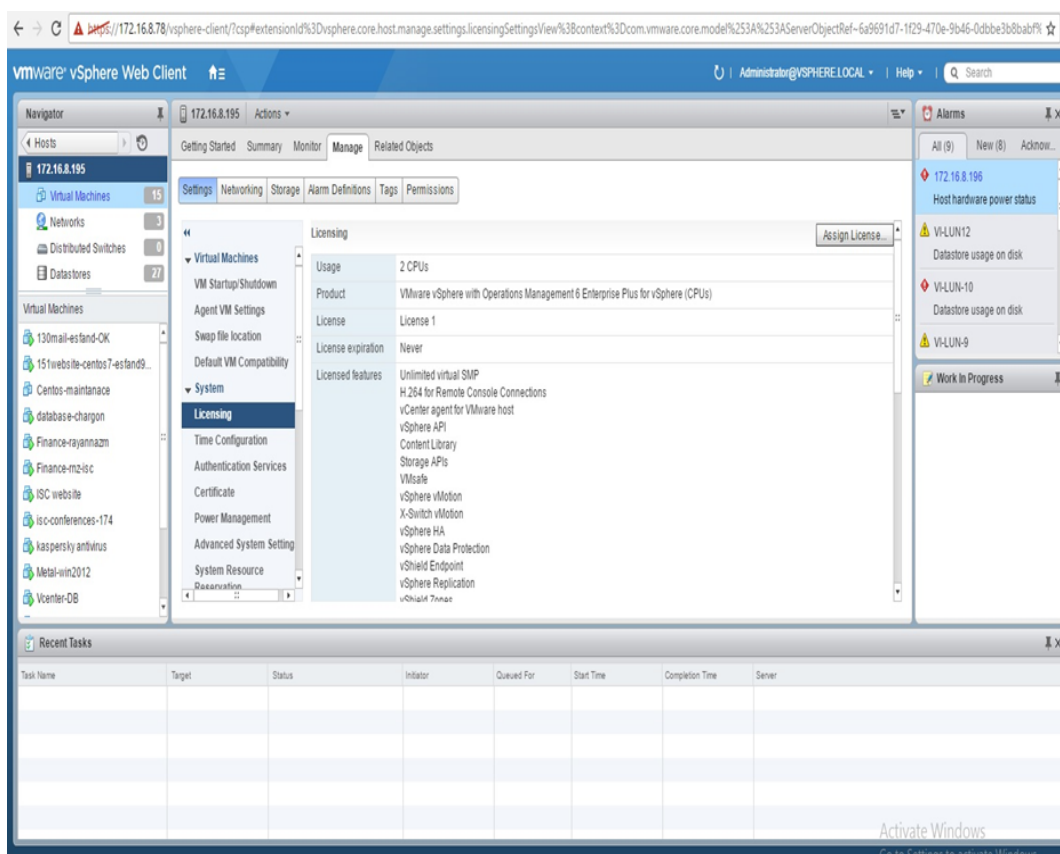 https://172.16.8.78/vsphere-client/?csp#extensionId%3Dvsphere.core.host.manage.settings.licensingSettingsView%3Bcontext%3Dcom.vmware.core.model%253A%253AServerObjectRef~6a9691d7-1f29-470e-9b46-0dbbe3b8babf%
vmware vSphere Web Client
Administrator@VSPHERE.LOCAL
Help
Search
Navigator
Hosts
172.16.8.195
Virtual Machines 15
Networks 3
Distributed Switches 0
Datastores 27
Virtual Machines
130mail-esfand-OK
151website-centos7-esfand9...
Centos-maintanace
database-chargon
Finance-rayannazm
Finance-mz-isc
ISC website
isc-conferences-174
kaspersky antivirus
Metal-win2012
Vcenter-DB
172.16.8.195 Actions
Getting Started Summary Monitor Manage Related Objects
Settings Networking Storage Alarm Definitions Tags Permissions
Virtual Machines
VM Startup/Shutdown
Agent VM Settings
Swap file location
Default VM Compatibility
System
Licensing
Time Configuration
Authentication Services
Certificate
Power Management
Advanced System Setting
System Resource
Reservation
Licensing
Assign License...
Usage 2 CPUs
Product VMware vSphere with Operations Management 6 Enterprise Plus for vSphere (CPUs)
License License 1
License expiration Never
Licensed features Unlimited virtual SMP
H.264 for Remote Console Connections
vCenter agent for VMware host
vSphere API
Content Library
Storage APIs
VMsafe
vSphere vMotion
X-Switch vMotion
vSphere HA
vSphere Data Protection
vShield Endpoint
vSphere Replication
vShield Zones
Alarms
All (9) New (8) Acknow...
172.16.8.196
Host hardware power status
VI-LUN12
Datastore usage on disk
VI-LUN-10
Datastore usage on disk
VI-LUN-9
Work In Progress
Recent Tasks
Task Name Target Status Initiator Queued For Start Time Completion Time Server
Activate Windows
Go to Settings to activate Windows.